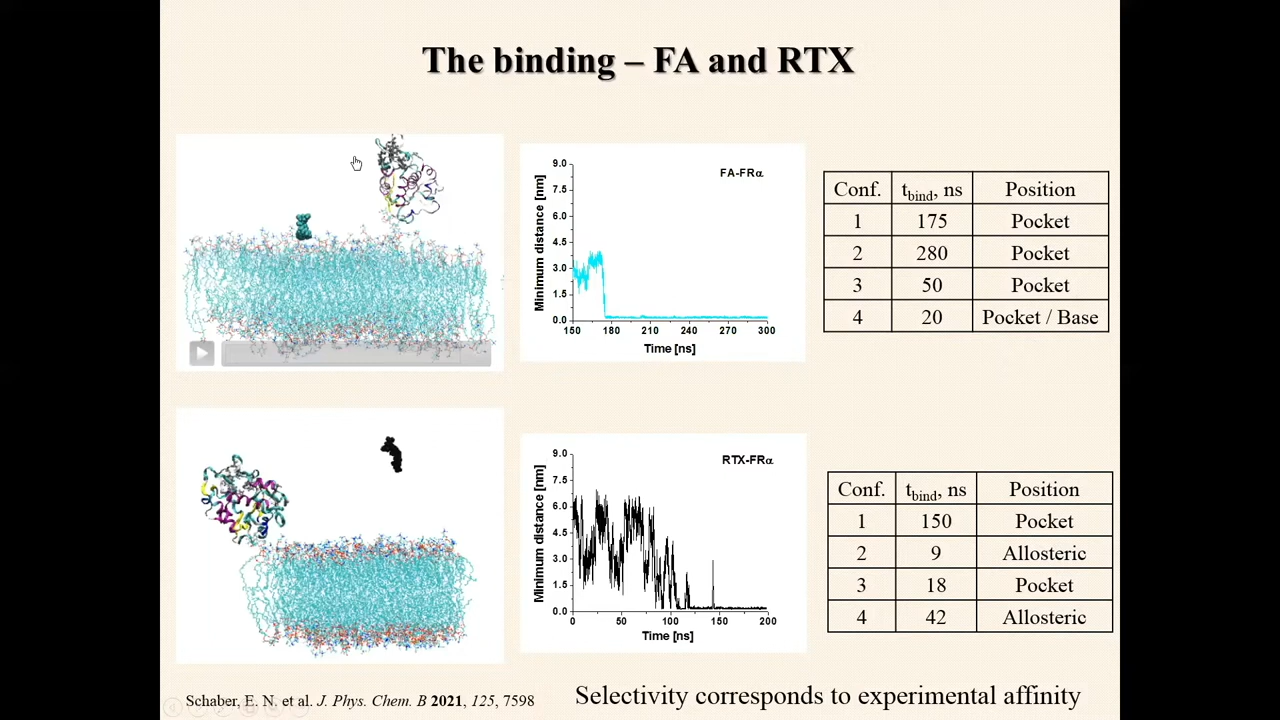 The binding – FA and RTX
FA-FRα
Minimum distance [nm]
9.0
7.5
6.0
4.5
3.0
1.5
0.0
150 180 210 240 270 300
Time [ns]
Conf. tbind, ns Position
1 175 Pocket
2 280 Pocket
3 50 Pocket
4 20 Pocket / Base
RTX-FRα
Minimum distance [nm]
9.0
7.5
6.0
4.5
3.0
1.5
0.0
0 50 100 150 200
Time [ns]
Conf. tbind, ns Position
1 150 Pocket
2 9 Allosteric
3 18 Pocket
4 42 Allosteric
Schaber, E. N. et al. J. Phys. Chem. B 2021, 125, 7598
Selectivity corresponds to experimental affinity